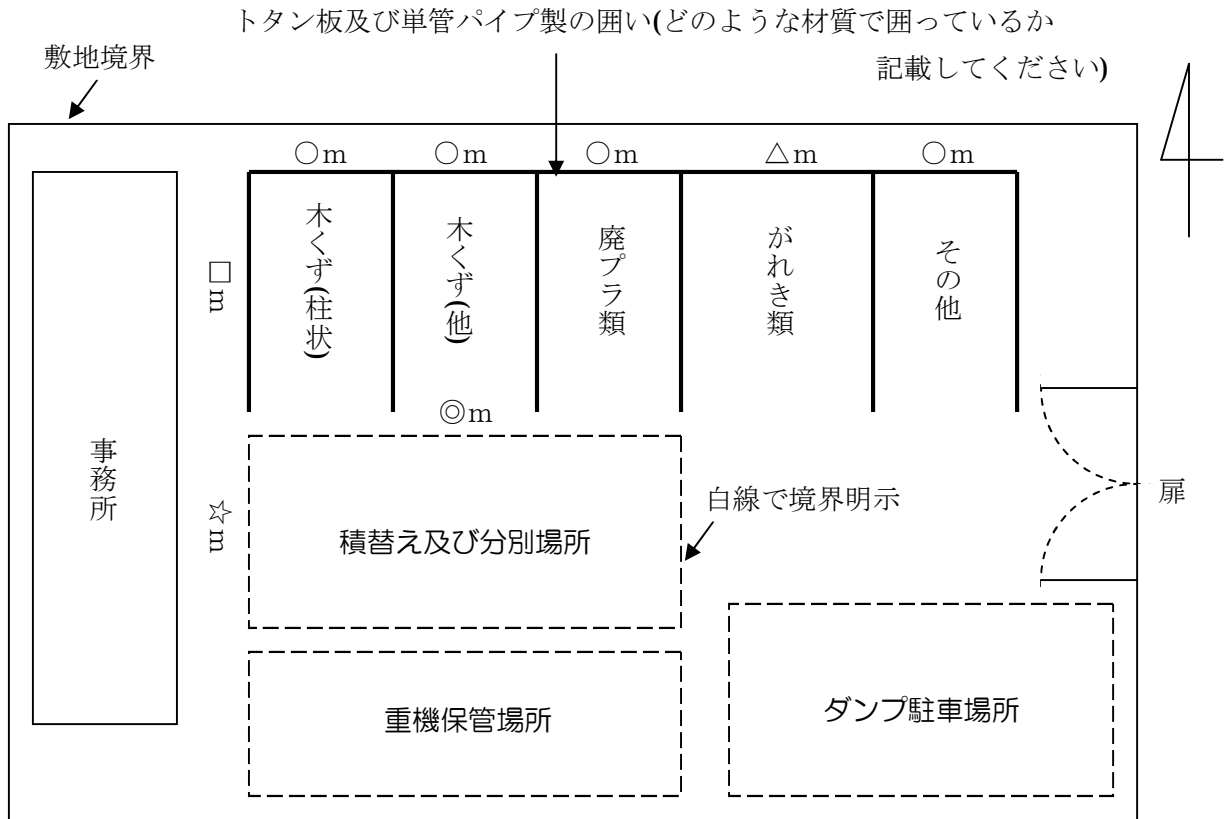 トタン板及び単管パイプ製の囲い(どのような材質で囲っているか
記載してください)
敷地境界
○m
○m
○m
△m
○m
木くず(柱状)
木くず(他)
廃プラ類
がれき類
その他
□m
◎m
事務所
☆m
白線で境界明示
扉
積替え及び分別場所
重機保管場所
ダンプ駐車場所